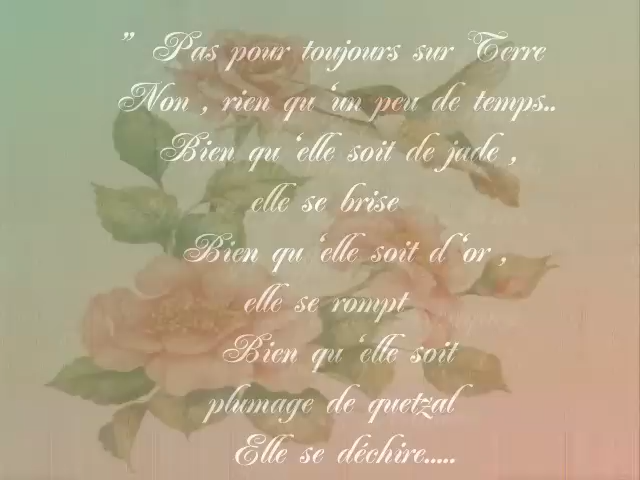 " Pas pour toujours sur Terre
Non , rien qu 'un peu de temps..
Bien qu 'elle soit de jade ,
elle se brise
Bien qu 'elle soit d 'or ,
elle se rompt
Bien qu 'elle soit
plumage de quetzal
Elle se déchire.....